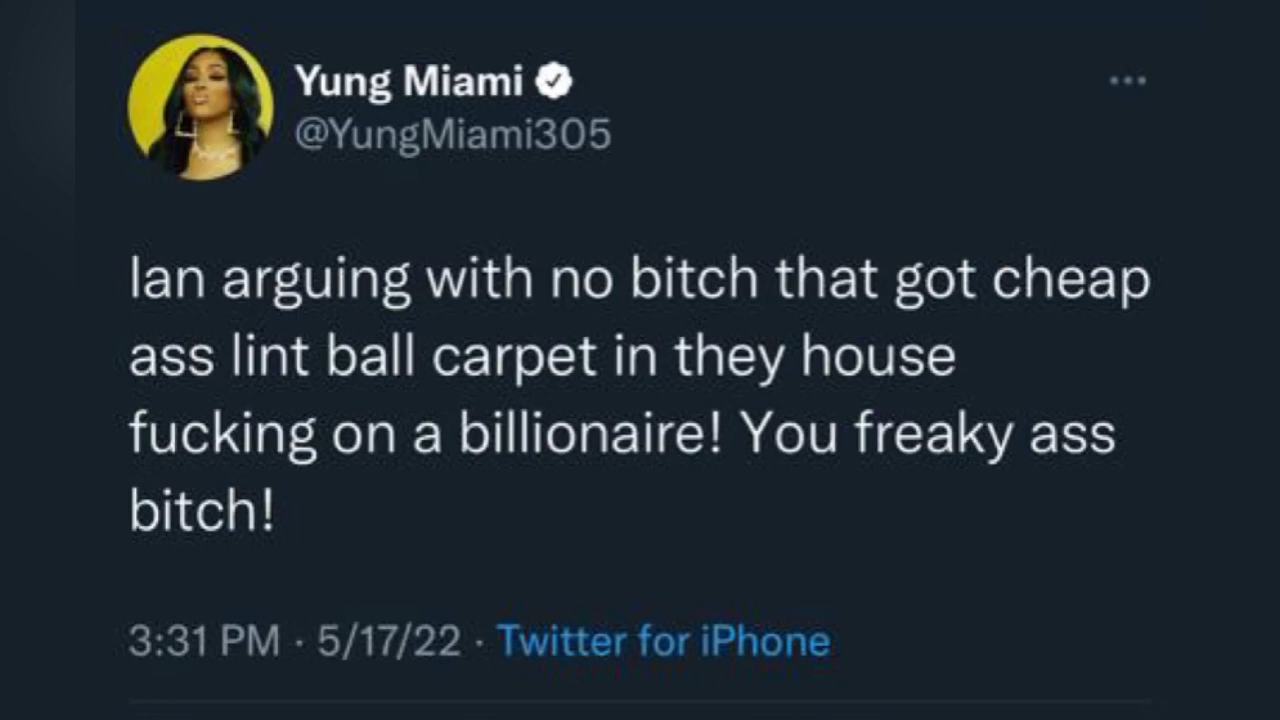 Yung Miami
@YungMiami305
Ian arguing with no bitch that got cheap
ass lint ball carpet in they house
fucking on a billionaire! You freaky ass
bitch!
3:31 PM · 5/17/22 · Twitter for iPhone